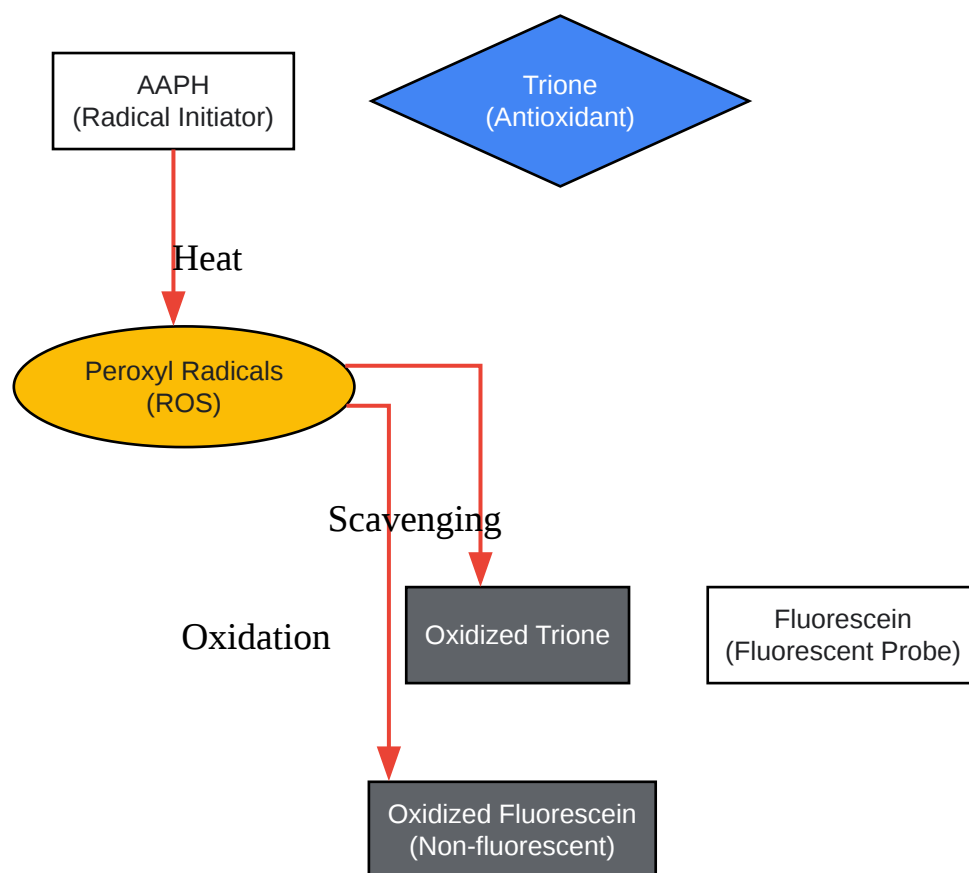 AAPH
(Radical Initiator)
Trione
(Antioxidant)
Heat
Peroxyl Radicals
(ROS)
Scavenging
Oxidation
Oxidized Trione
Fluorescein
(Fluorescent Probe)
Oxidized Fluorescein
(Non-fluorescent)